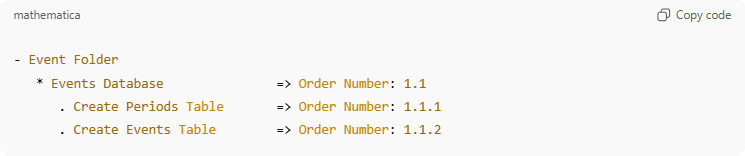 mathematica
Copy code
- Event Folder
* Events Database => Order Number: 1.1
. Create Periods Table => Order Number: 1.1.1
. Create Events Table => Order Number: 1.1.2